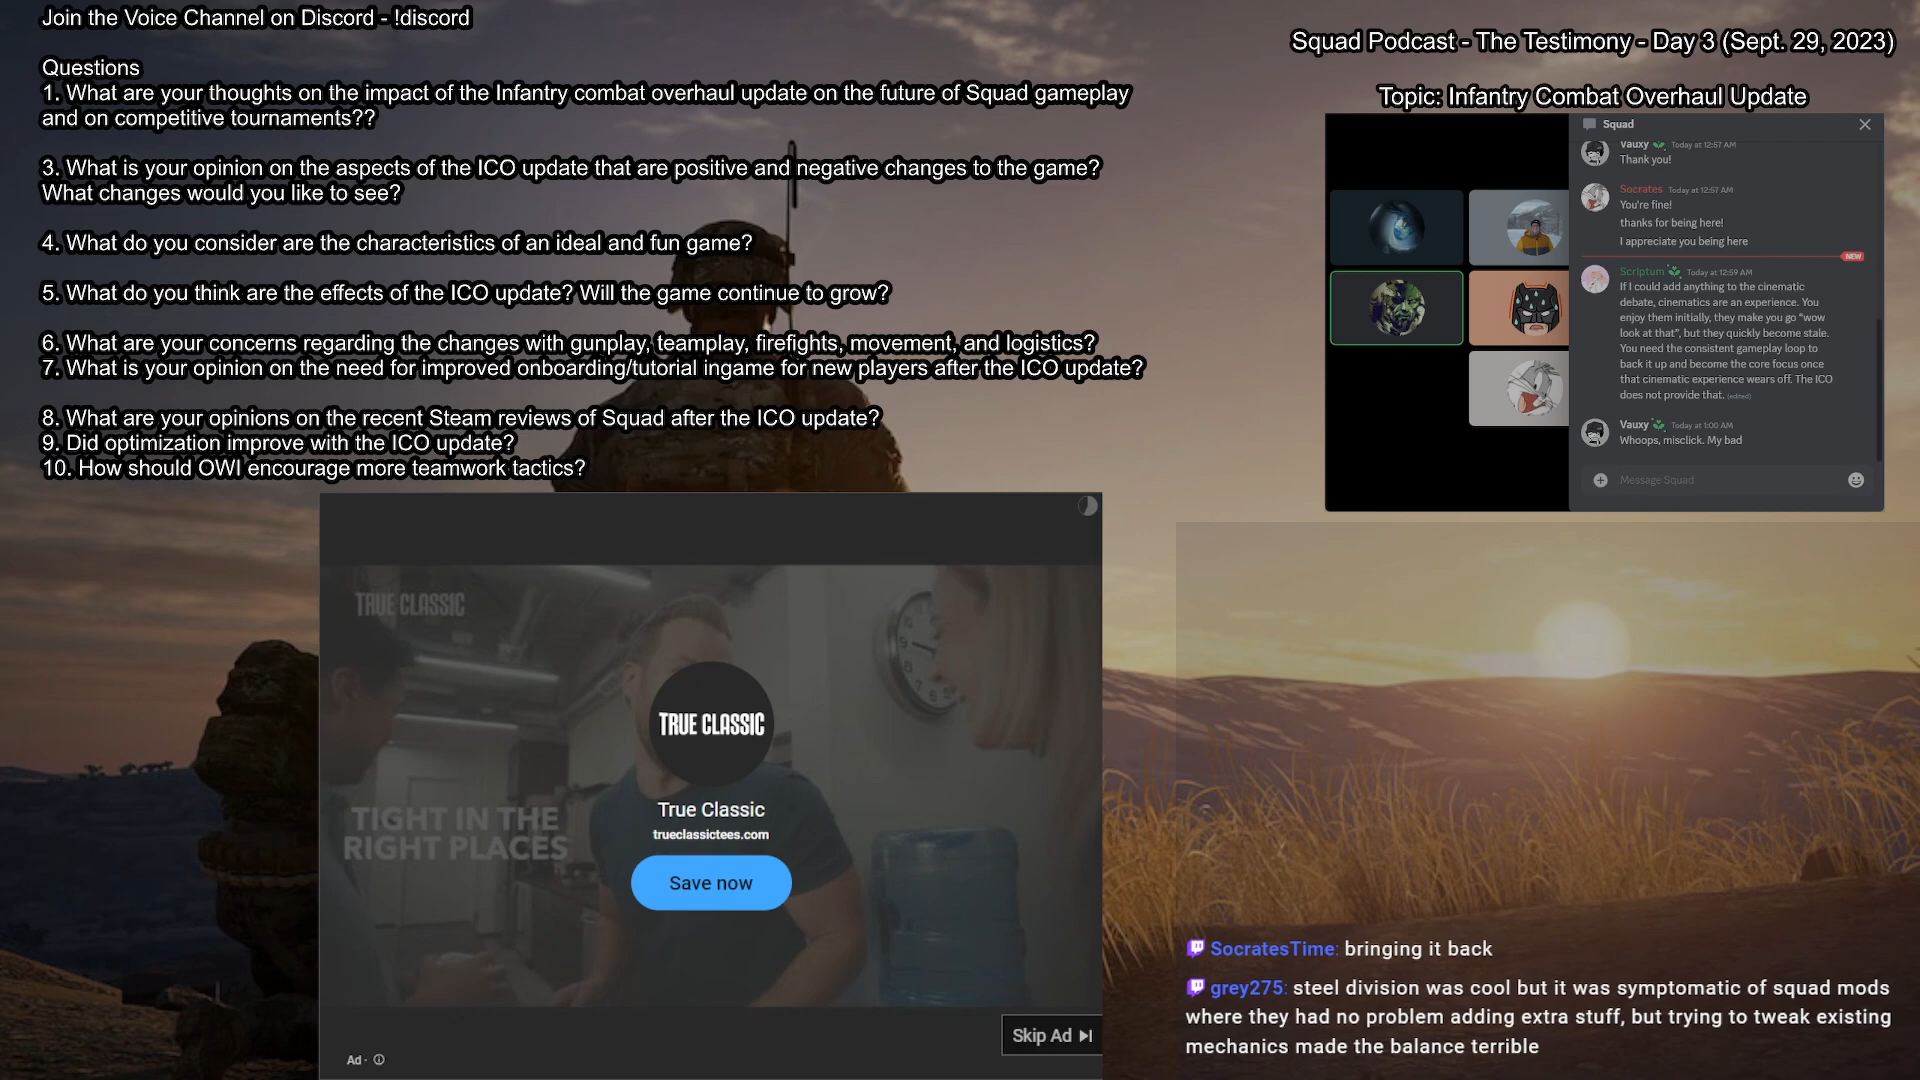 Join the Voice Channel on Discord - !discord
Questions
1. What are your thoughts on the impact of the Infantry combat overhaul update on the future of Squad gameplay
and on competitive tournaments??
3. What is your opinion on the aspects of the ICO update that are positive and negative changes to the game?
What changes would you like to see?
4. What do you consider are the characteristics of an ideal and fun game?
5. What do you think are the effects of the ICO update? Will the game continue to grow?
6. What are your concerns regarding the changes with gunplay, teamplay, firefights, movement, and logistics?
7. What is your opinion on the need for improved onboarding/tutorial ingame for new players after the ICO update?
8. What are your opinions on the recent Steam reviews of Squad after the ICO update?
9. Did optimization improve with the ICO update?
10. How should OWI encourage more teamwork tactics?
Squad Podcast - The Testimony - Day 3 (Sept. 29, 2023)
Topic: Infantry Combat Overhaul Update
Squad
Vauxy Today at 12:57 AM
Thank you!
Socrates Today at 12:57 AM
You're fine!
thanks for being here!
I appreciate you being here
NEW
Scriptum Today at 12:59 AM
If I could add anything to the cinematic
debate, cinematics are an experience. You
enjoy them initially, they make you go “wow
look at that”, but they quickly become stale.
You need the consistent gameplay loop to
back it up and become the core focus once
that cinematic experience wears off. The ICO
does not provide that. (edited)
Vauxy Today at 1:00 AM
Whoops, misclick. My bad
Message Squad
TRUE CLASSIC
TRUE CLASSIC
TIGHT IN THE
RIGHT PLACES
True Classic
trueclassictees.com
Save now
Skip Ad
Ad ·
SocratesTime: bringing it back
grey275: steel division was cool but it was symptomatic of squad mods
where they had no problem adding extra stuff, but trying to tweak existing
mechanics made the balance terrible